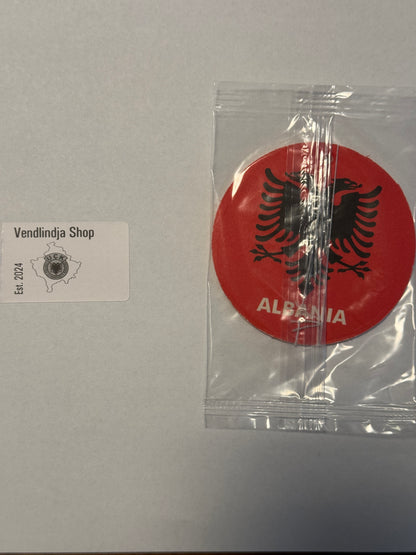 Vendlindja Shop
Est. 2024
ALBANIA